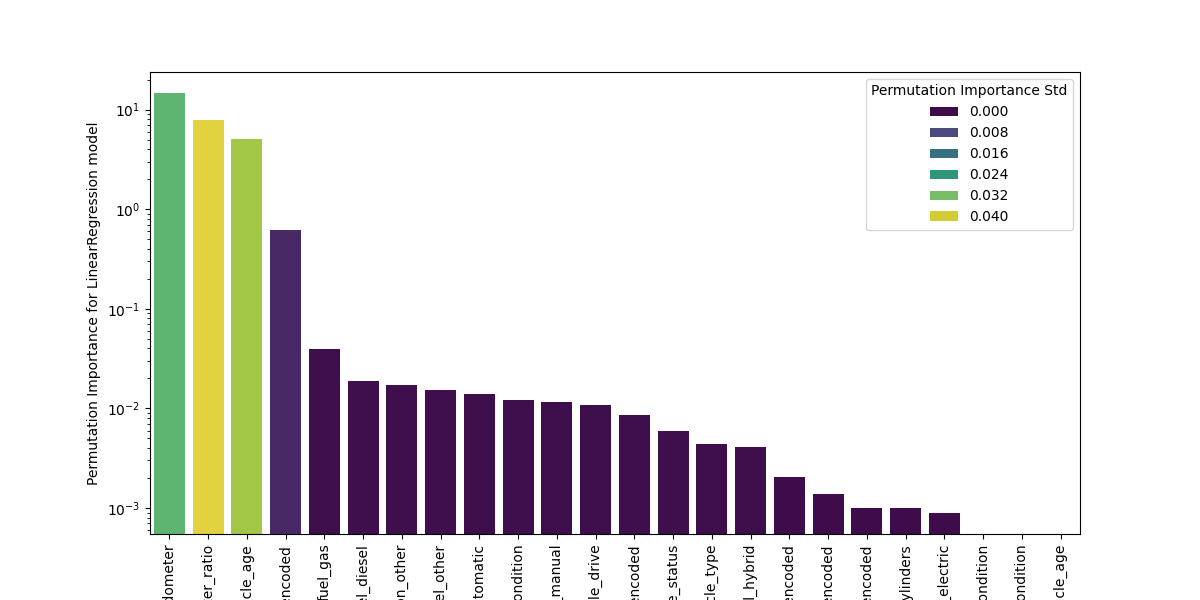 Permutation Importance for LinearRegression model
10¹
10⁰
10⁻¹
10⁻²
10⁻³
Permutation Importance Std
0.000
0.008
0.016
0.024
0.032
0.040
dometer
er_ratio
cle_age
encoded
fuel_gas
el_diesel
on_other
el_other
tomatic
ondition
_manual
le_drive
encoded
e_status
cle_type
l_hybrid
encoded
encoded
encoded
ylinders
_electric
ondition
ondition
cle_age